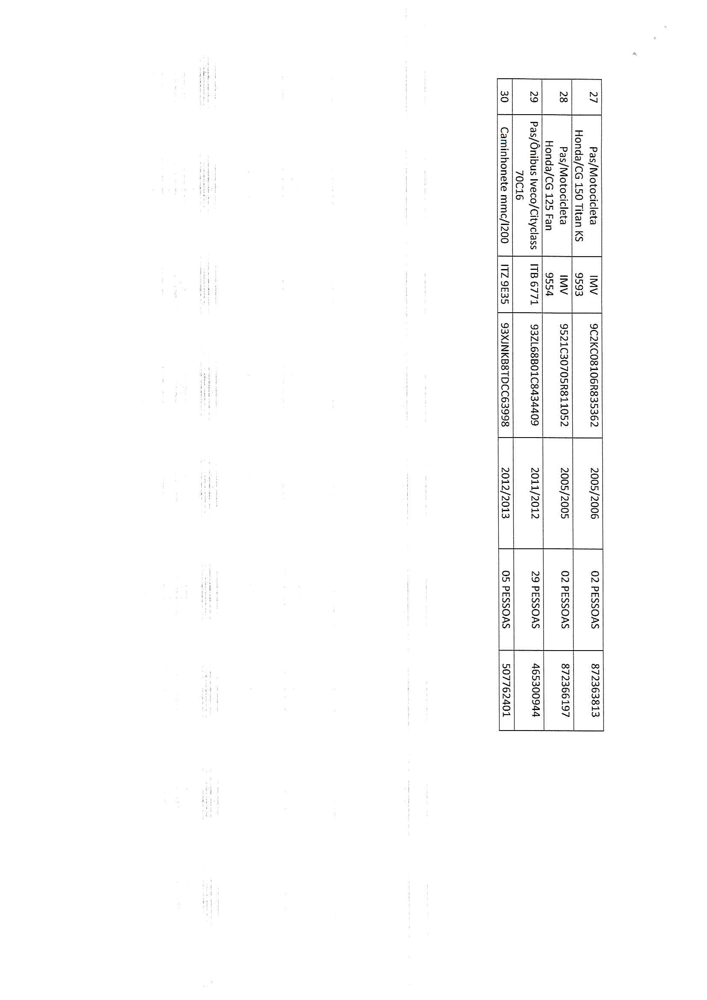 27 Pas/Motocicleta IMV 9C2KC08106R835362 2005/2006 02 PESSOAS 872363813
Honda/CG 150 Titan KS 9593
28 Pas/Motocicleta IMV 9521C30705R811052 2005/2005 02 PESSOAS 872366197
Honda/CG 125 Fan 9554
29 Pas/Ônibus Iveco/Cityclass ITB 6771 93ZL68B01C8434409 2011/2012 29 PESSOAS 465300944
70C16
30 Caminhonete mmc/l200 ITZ 9E35 93XJNKB8TDCC63998 2012/2013 05 PESSOAS 507762401